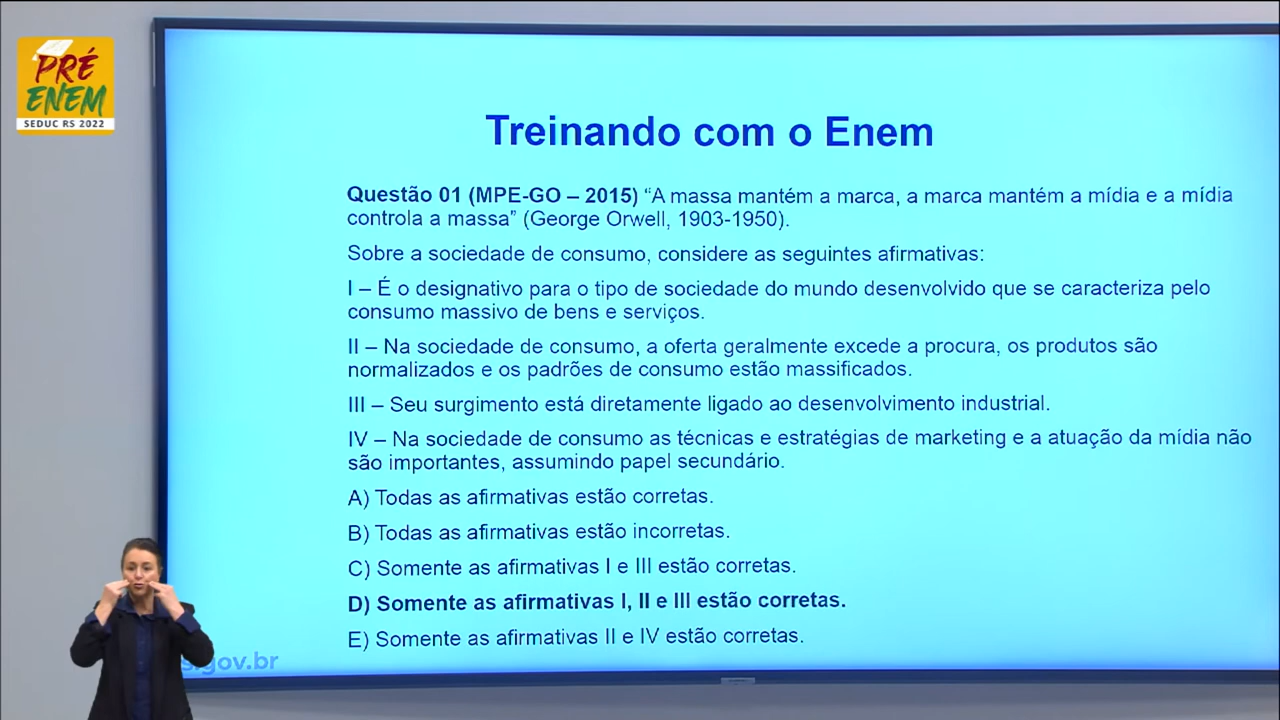 PRÉ
ENEM
SEDUC RS 2022
Treinando com o Enem
Questão 01 (MPE-GO – 2015) “A massa mantém a marca, a marca mantém a mídia e a mídia
controla a massa” (George Orwell, 1903-1950).
Sobre a sociedade de consumo, considere as seguintes afirmativas:
I – É o designativo para o tipo de sociedade do mundo desenvolvido que se caracteriza pelo
consumo massivo de bens e serviços.
II – Na sociedade de consumo, a oferta geralmente excede a procura, os produtos são
normalizados e os padrões de consumo estão massificados.
III – Seu surgimento está diretamente ligado ao desenvolvimento industrial.
IV – Na sociedade de consumo as técnicas e estratégias de marketing e a atuação da mídia não
são importantes, assumindo papel secundário.
A) Todas as afirmativas estão corretas.
B) Todas as afirmativas estão incorretas.
C) Somente as afirmativas I e III estão corretas.
D) Somente as afirmativas I, II e III estão corretas.
E) Somente as afirmativas II e IV estão corretas.
s.gov.br